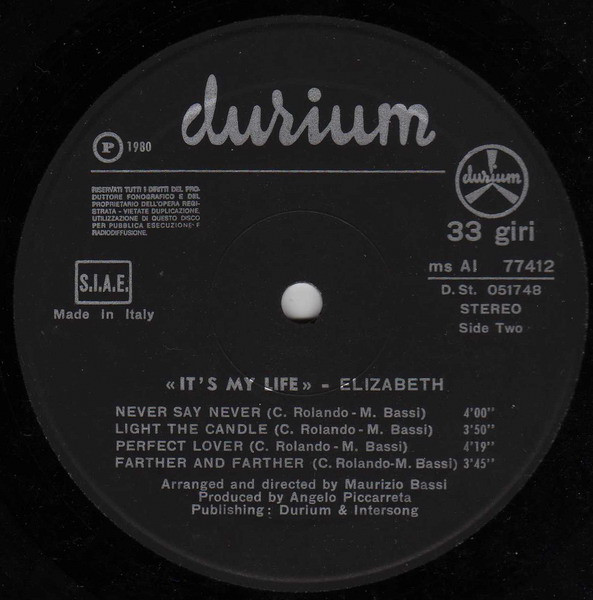 durium
P 1980
durium
RISERVATI TUTTI I DIRITTI DEL PRO-
DUTTORE FONOGRAFICO E DEL
PROPRIETARIO DELL'OPERA REGI-
STRATA - VIETATE DUPLICAZIONE,
UTILIZZAZIONE DI QUESTO DISCO
PER PUBBLICA ESECUZIONE - E
RADIODIFFUSIONE.
33 giri
ms AI 77412
D. St. 051748
STEREO
Side Two
S.I.A.E.
Made in Italy
«IT'S MY LIFE» - ELIZABETH
NEVER SAY NEVER (C. Rolando - M. Bassi) 4'00"
LIGHT THE CANDLE (C. Rolando - M. Bassi) 3'50"
PERFECT LOVER (C. Rolando - M. Bassi) 4'19"
FARTHER AND FARTHER (C. Rolando-M. Bassi) 3'45"
Arranged and directed by Maurizio Bassi
Produced by Angelo Piccarreta
Publishing: Durium & Intersong